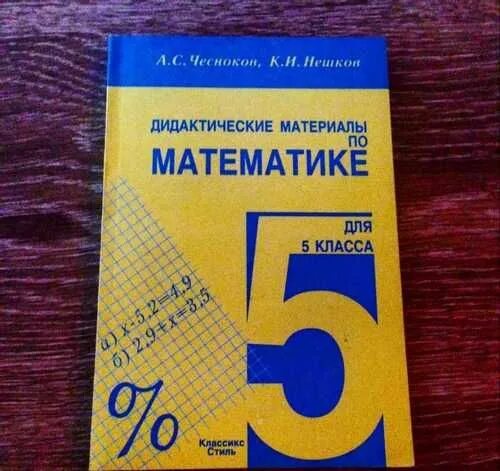 А.С. Чесноков, К.И. Нешков
ДИДАКТИЧЕСКИЕ МАТЕРИАЛЫ
ПО
МАТЕМАТИКЕ
ДЛЯ
5 КЛАССА
5
а) х-5,2=4,9
б) 2,9+х=3,5
%
Классикс
Стиль